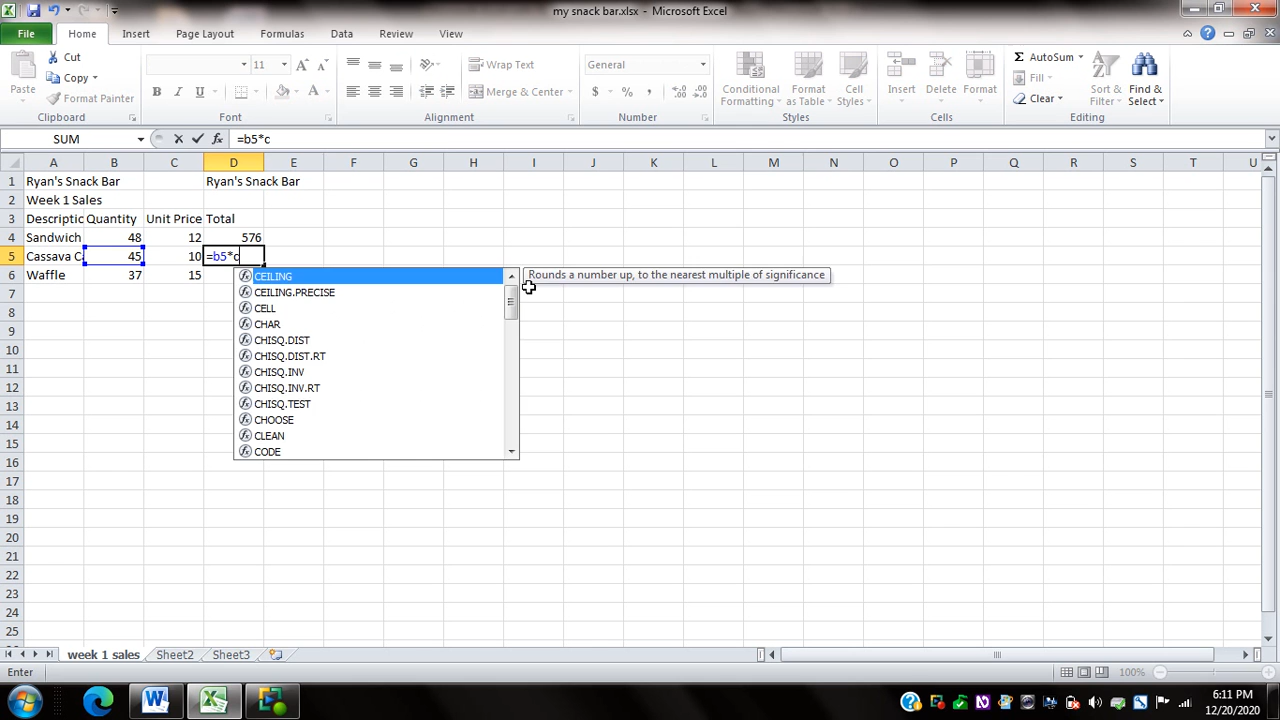 my snack bar.xlsx - Microsoft Excel
File Home Insert Page Layout Formulas Data Review View
Cut
Copy
Format Painter
Paste
Clipboard
11
B I U A
Font
Wrap Text
Merge & Center
Alignment
General
$ % ,
Number
Conditional Formatting
Format as Table
Cell Styles
Styles
Insert
Delete
Format
Cells
Σ AutoSum
Fill
Clear
Sort & Filter
Find & Select
Editing
SUM fx =b5*c
A B C D E F G H I J K L M N O P Q R S T U
1 Ryan's Snack Bar Ryan's Snack Bar
2 Week 1 Sales
3 Descriptic Quantity Unit Price Total
4 Sandwich 48 12 576
5 Cassava Ca 45 10 =b5*c
6 Waffle 37 15
7
8
9
10
11
12
13
14
15
16
17
18
19
20
21
22
23
24
25
CEILING
CEILING.PRECISE
CELL
CHAR
CHISQ.DIST
CHISQ.DIST.RT
CHISQ.INV
CHISQ.INV.RT
CHISQ.TEST
CHOOSE
CLEAN
CODE
Rounds a number up, to the nearest multiple of significance
week 1 sales Sheet2 Sheet3
Enter 100%
6:11 PM
12/20/2020